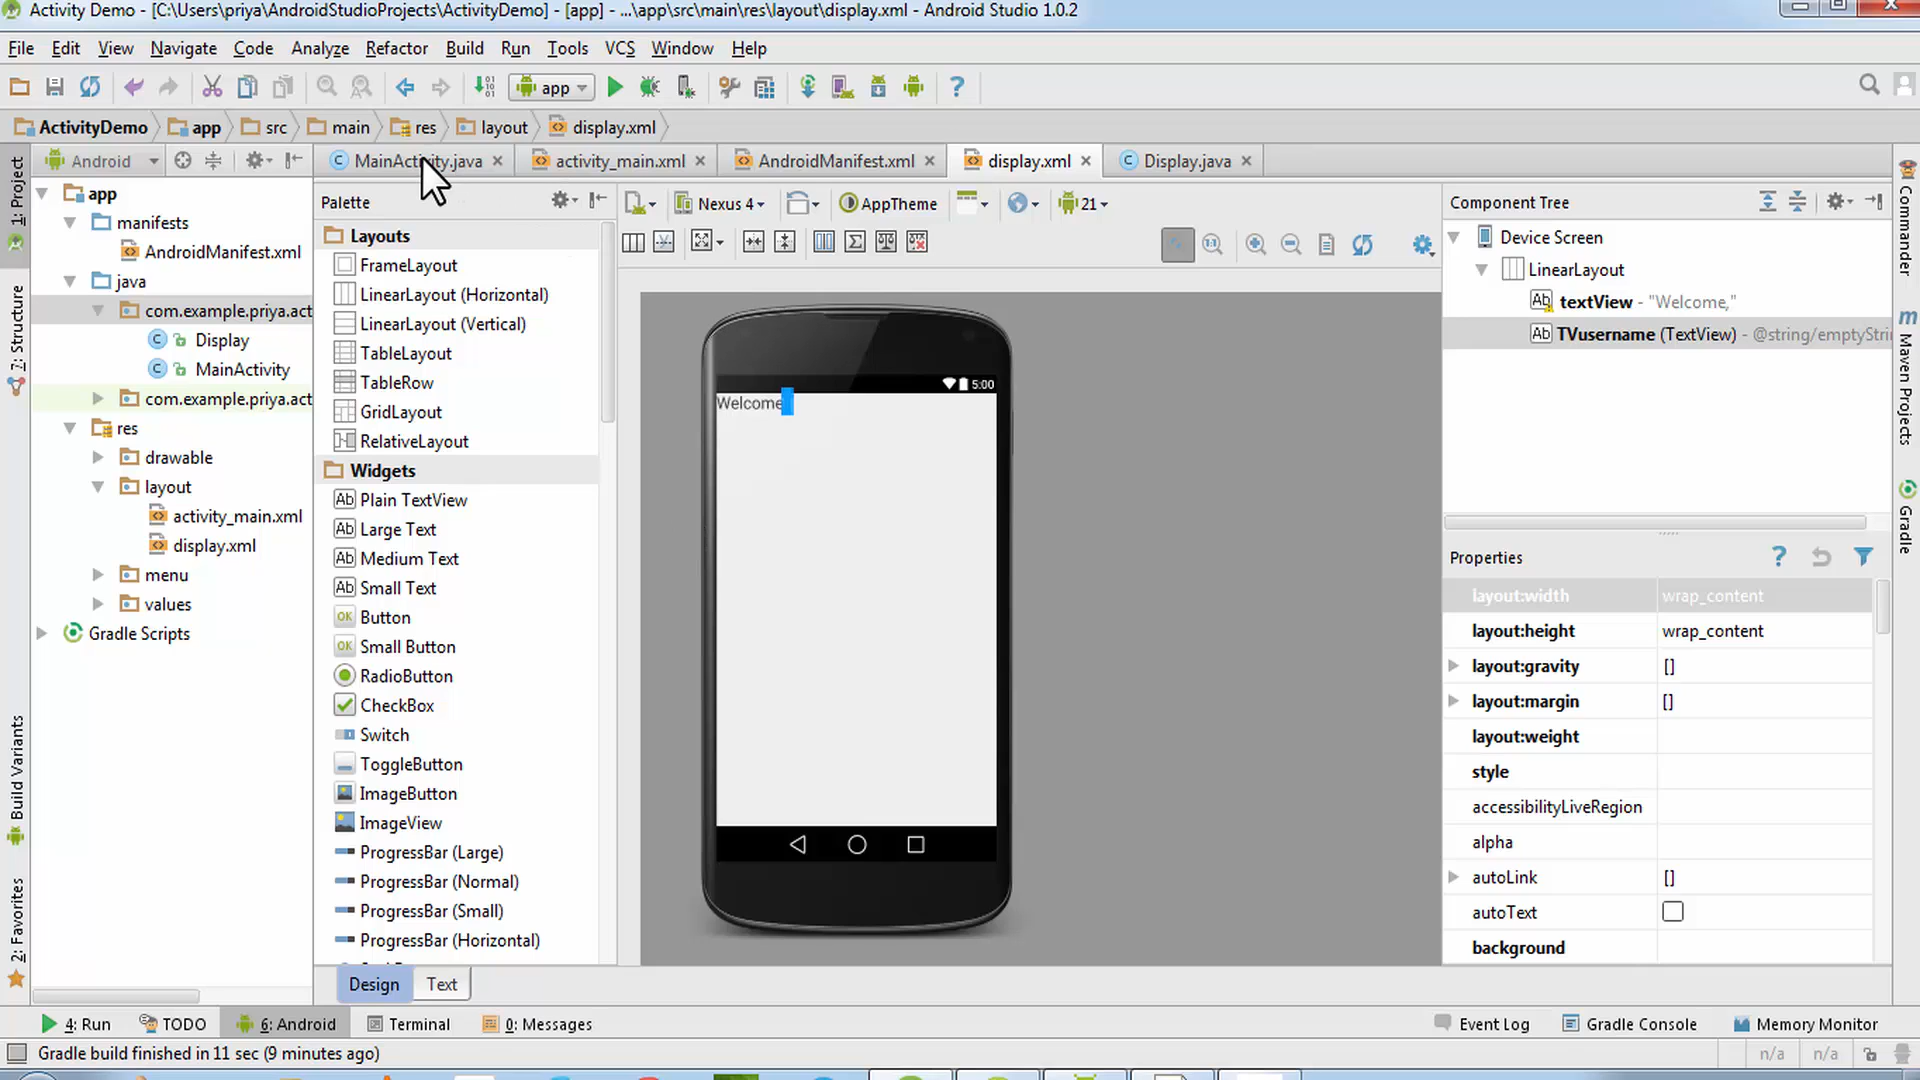 Activity Demo - [C:\Users\priya\AndroidStudioProjects\ActivityDemo] - [app] - ...\app\src\main\res\layout\display.xml - Android Studio 1.0.2
File Edit View Navigate Code Analyze Refactor Build Run Tools VCS Window Help
app
ActivityDemo app src main res layout display.xml
Android MainActivity.java activity_main.xml AndroidManifest.xml display.xml Display.java
1: Project
7: Structure
Build Variants
2: Favorites
app
manifests
AndroidManifest.xml
java
com.example.priya.act
Display
MainActivity
com.example.priya.act
res
drawable
layout
activity_main.xml
display.xml
menu
values
Gradle Scripts
Palette
Layouts
FrameLayout
LinearLayout (Horizontal)
LinearLayout (Vertical)
TableLayout
TableRow
GridLayout
RelativeLayout
Widgets
Ab Plain TextView
Ab Large Text
Ab Medium Text
Ab Small Text
OK Button
OK Small Button
RadioButton
CheckBox
Switch
ToggleButton
ImageButton
ImageView
ProgressBar (Large)
ProgressBar (Normal)
ProgressBar (Small)
ProgressBar (Horizontal)
Design Text
Nexus 4 AppTheme 21
5:00
Welcome
Component Tree
Device Screen
LinearLayout
Ab textView - "Welcome,"
Ab TVusername (TextView) - @string/emptyStri
Properties
layout:width wrap_content
layout:height wrap_content
layout:gravity []
layout:margin []
layout:weight
style
accessibilityLiveRegion
alpha
autoLink []
autoText
background
Commander
Maven Projects
Gradle
4: Run TODO 6: Android Terminal 0: Messages Event Log Gradle Console Memory Monitor
Gradle build finished in 11 sec (9 minutes ago) n/a n/a